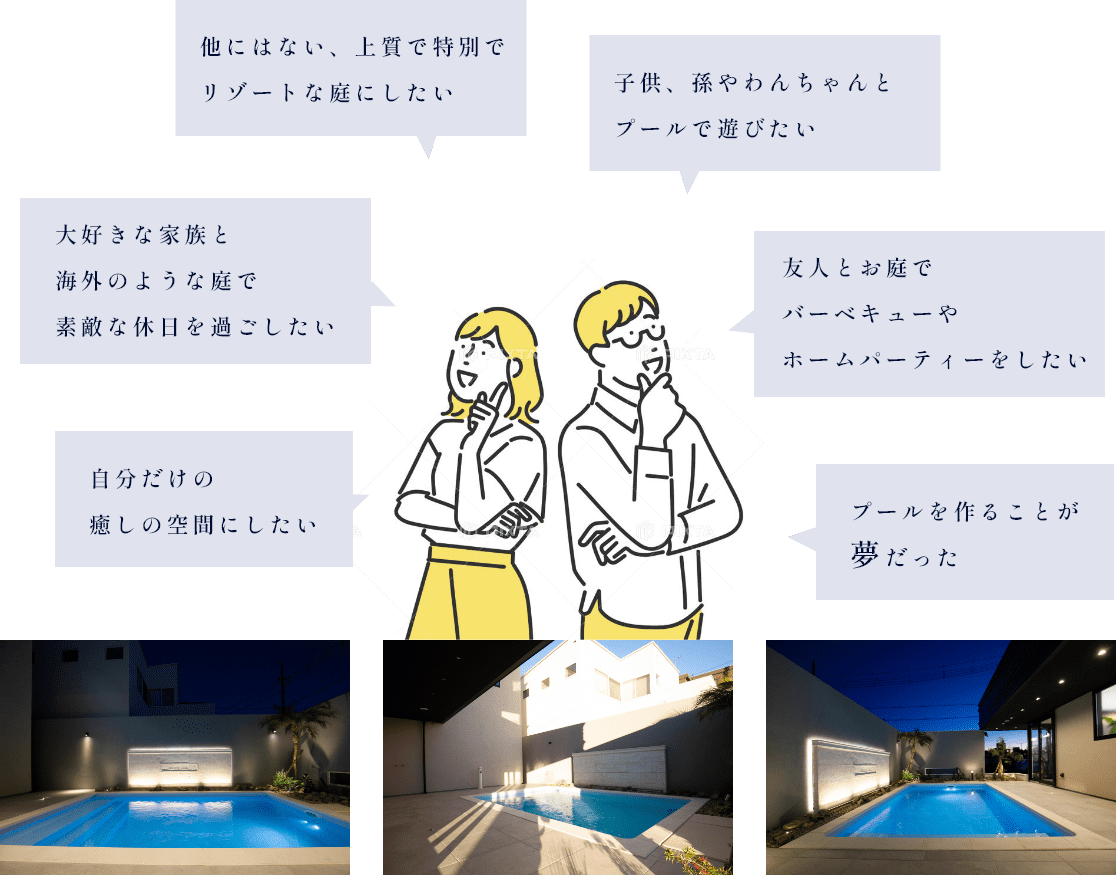 他にはない、上質で特別で
リゾートな庭にしたい
子供、孫やわんちゃんと
プールで遊びたい
大好きな家族と
海外のような庭で
素敵な休日を過ごしたい
友人とお庭で
バーベキューや
ホームパーティーをしたい
自分だけの
癒しの空間にしたい
プールを作ることが
夢だった